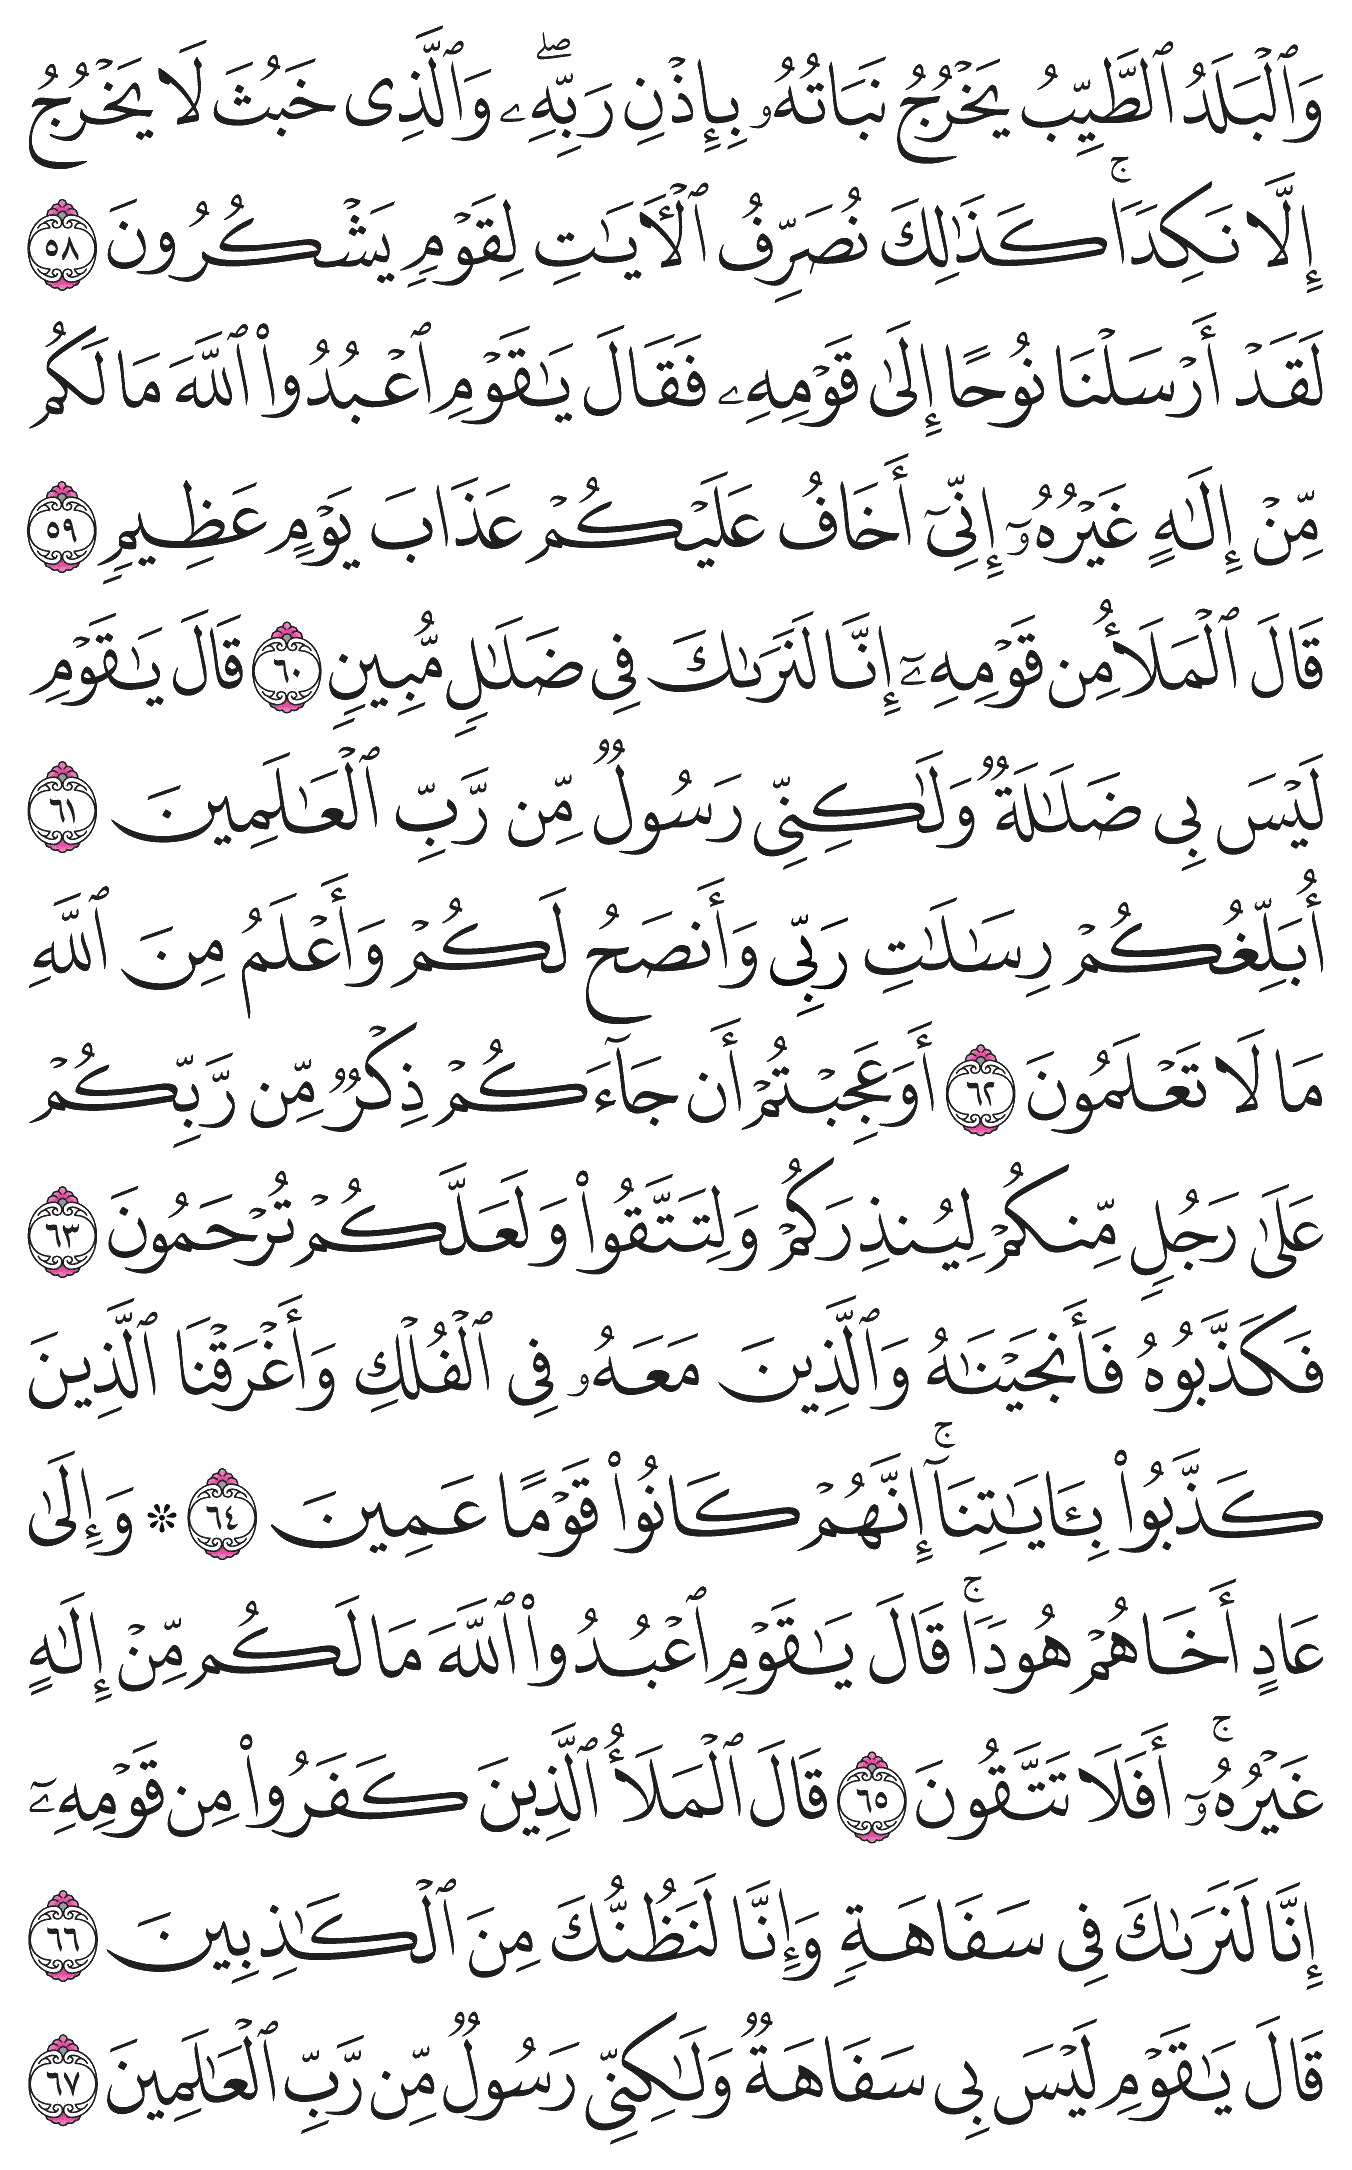 وَٱلْبَلَدُ ٱلطَّيِّبُ يَخْرُجُ نَبَاتُهُۥ بِإِذْنِ رَبِّهِۦۖ وَٱلَّذِى خَبُثَ لَا يَخْرُجُ
إِلَّا نَكِدًاۚ كَذَٰلِكَ نُصَرِّفُ ٱلْـَٔايَـٰتِ لِقَوْمٍ يَشْكُرُونَ ٥٨
لَقَدْ أَرْسَلْنَا نُوحًا إِلَىٰ قَوْمِهِۦ فَقَالَ يَـٰقَوْمِ ٱعْبُدُوا۟ ٱللَّهَ مَا لَكُم
مِّنْ إِلَـٰهٍ غَيْرُهُۥٓ إِنِّىٓ أَخَافُ عَلَيْكُمْ عَذَابَ يَوْمٍ عَظِيمٍ ٥٩
قَالَ ٱلْمَلَأُ مِن قَوْمِهِۦٓ إِنَّا لَنَرَىٰكَ فِى ضَلَـٰلٍ مُّبِينٍ ٦٠ قَالَ يَـٰقَوْمِ
لَيْسَ بِى ضَلَـٰلَةٌ وَلَـٰكِنِّى رَسُولٌ مِّن رَّبِّ ٱلْعَـٰلَمِينَ ٦١
أُبَلِّغُكُمْ رِسَـٰلَـٰتِ رَبِّى وَأَنصَحُ لَكُمْ وَأَعْلَمُ مِنَ ٱللَّهِ
مَا لَا تَعْلَمُونَ ٦٢ أَوَعَجِبْتُمْ أَن جَآءَكُمْ ذِكْرٌ مِّن رَّبِّكُمْ
عَلَىٰ رَجُلٍ مِّنكُمْ لِيُنذِرَكُمْ وَلِتَتَّقُوا۟ وَلَعَلَّكُمْ تُرْحَمُونَ ٦٣
فَكَذَّبُوهُ فَأَنجَيْنَـٰهُ وَٱلَّذِينَ مَعَهُۥ فِى ٱلْفُلْكِ وَأَغْرَقْنَا ٱلَّذِينَ
كَذَّبُوا۟ بِـَٔايَـٰتِنَآۚ إِنَّهُمْ كَانُوا۟ قَوْمًا عَمِينَ ٦٤ ۞ وَإِلَىٰ
عَادٍ أَخَاهُمْ هُودًاۚ قَالَ يَـٰقَوْمِ ٱعْبُدُوا۟ ٱللَّهَ مَا لَكُم مِّنْ إِلَـٰهٍ
غَيْرُهُۥٓۚ أَفَلَا تَتَّقُونَ ٦٥ قَالَ ٱلْمَلَأُ ٱلَّذِينَ كَفَرُوا۟ مِن قَوْمِهِۦٓ
إِنَّا لَنَرَىٰكَ فِى سَفَاهَةٍ وَإِنَّا لَنَظُنُّكَ مِنَ ٱلْكَـٰذِبِينَ ٦٦
قَالَ يَـٰقَوْمِ لَيْسَ بِى سَفَاهَةٌ وَلَـٰكِنِّى رَسُولٌ مِّن رَّبِّ ٱلْعَـٰلَمِينَ ٦٧